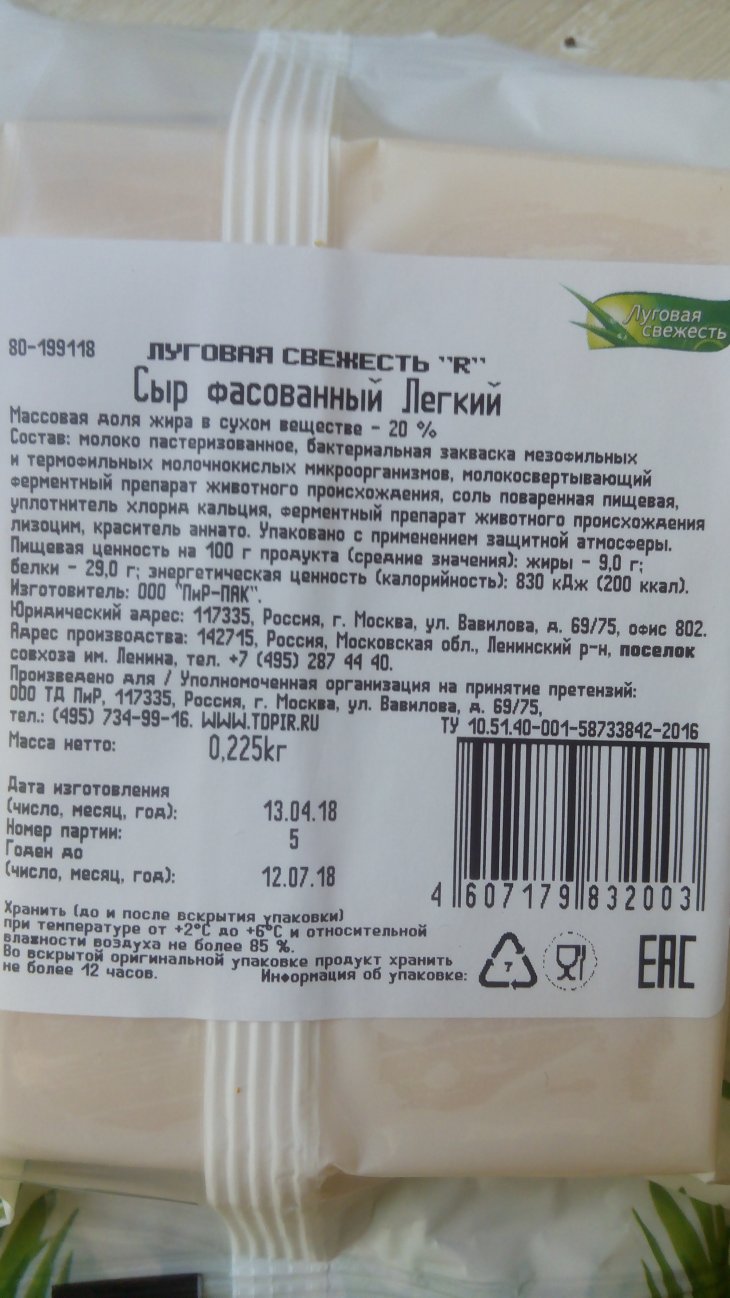 Луговая
свежесть
80-199118
ЛУГОВАЯ СВЕЖЕСТЬ "R"
Сыр фасованный Легкий
Массовая доля жира в сухом веществе - 20 %
Состав: молоко пастеризованное, бактериальная закваска мезофильных
и термофильных молочнокислых микроорганизмов, молокосвертывающий
ферментный препарат животного происхождения, соль поваренная пищевая,
уплотнитель хлорид кальция, ферментный препарат животного происхождения
лизоцим, краситель аннато. Упаковано с применением защитной атмосферы.
Пищевая ценность на 100 г продукта (средние значения): жиры - 9,0 г;
белки - 29,0 г; энергетическая ценность (калорийность): 830 кДж (200 ккал).
Изготовитель: ООО "ПиР-ПАК".
Юридический адрес: 117335, Россия, г. Москва, ул. Вавилова, д. 69/75, офис 802.
Адрес производства: 142715, Россия, Московская обл., Ленинский р-н, поселок
совхоза им. Ленина, тел. +7 (495) 287 44 40.
Произведено для / Уполномоченная организация на принятие претензий:
ООО ТД ПиР, 117335, Россия, г. Москва, ул. Вавилова, д. 69/75,
тел.: (495) 734-99-16. WWW.TOPIR.RU
ТУ 10.51.40-001-58733842-2016
Масса нетто: 0,225кг
Дата изготовления
(число, месяц, год): 13.04.18
Номер партии: 5
Годен до
(число, месяц, год): 12.07.18
4 607179 832003
Хранить (до и после вскрытия упаковки)
при температуре от +2°С до +6°С и относительной
влажности воздуха не более 85 %.
Во вскрытой оригинальной упаковке продукт хранить
не более 12 часов. Информация об упаковке:
7
EAC
Луговая
свежесть